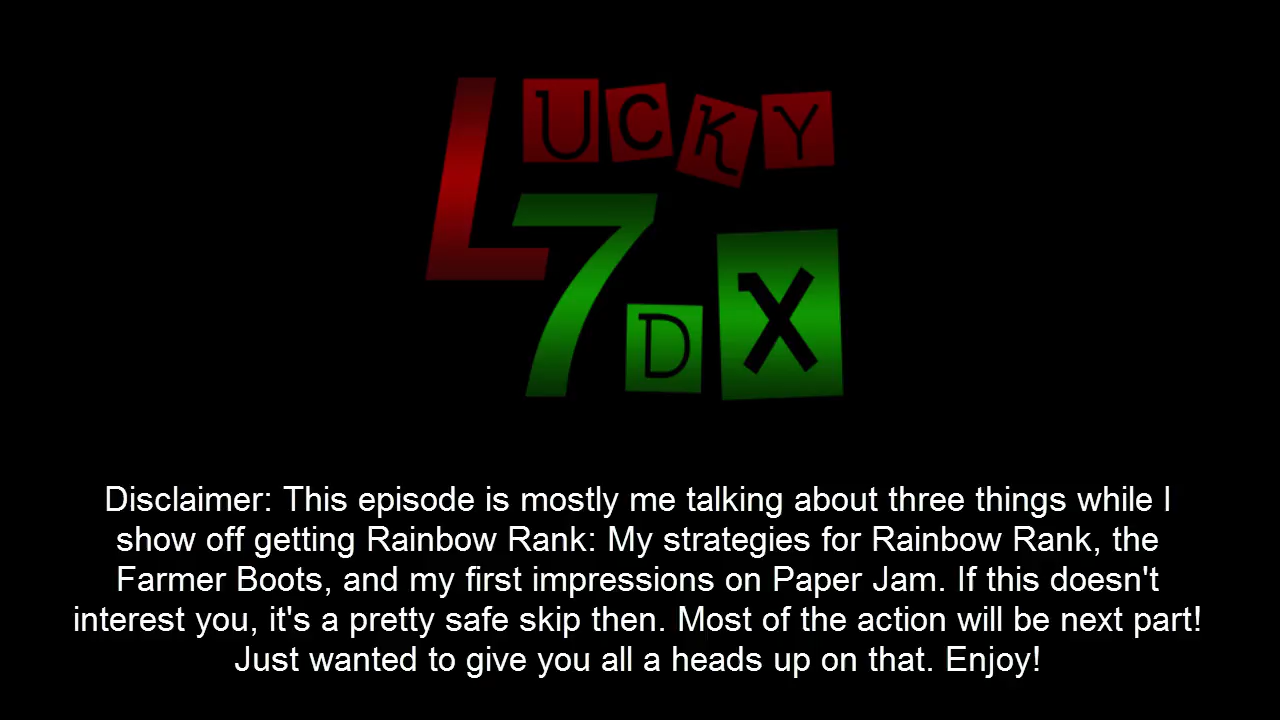 LUCKY
7 DX
Disclaimer: This episode is mostly me talking about three things while I
show off getting Rainbow Rank: My strategies for Rainbow Rank, the
Farmer Boots, and my first impressions on Paper Jam. If this doesn't
interest you, it's a pretty safe skip then. Most of the action will be next part!
Just wanted to give you all a heads up on that. Enjoy!